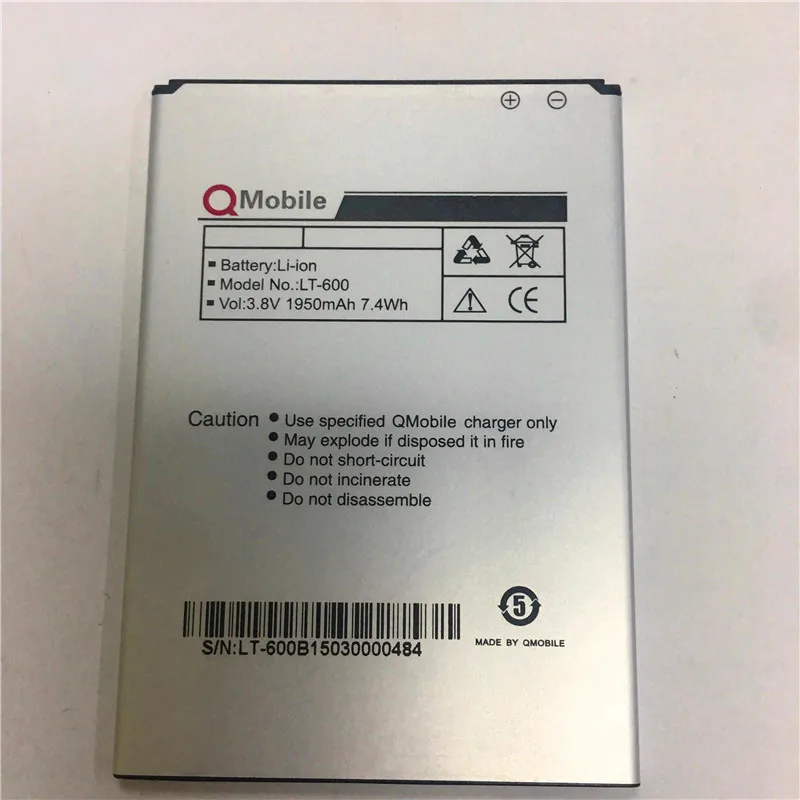 QMobile
Battery:Li-ion
Model No.:LT-600
Vol:3.8V 1950mAh 7.4Wh
CE
Caution
Use specified QMobile charger only
May explode if disposed it in fire
Do not short-circuit
Do not incinerate
Do not disassemble
5
S/N:LT-600B15030000484
MADE BY QMOBILE